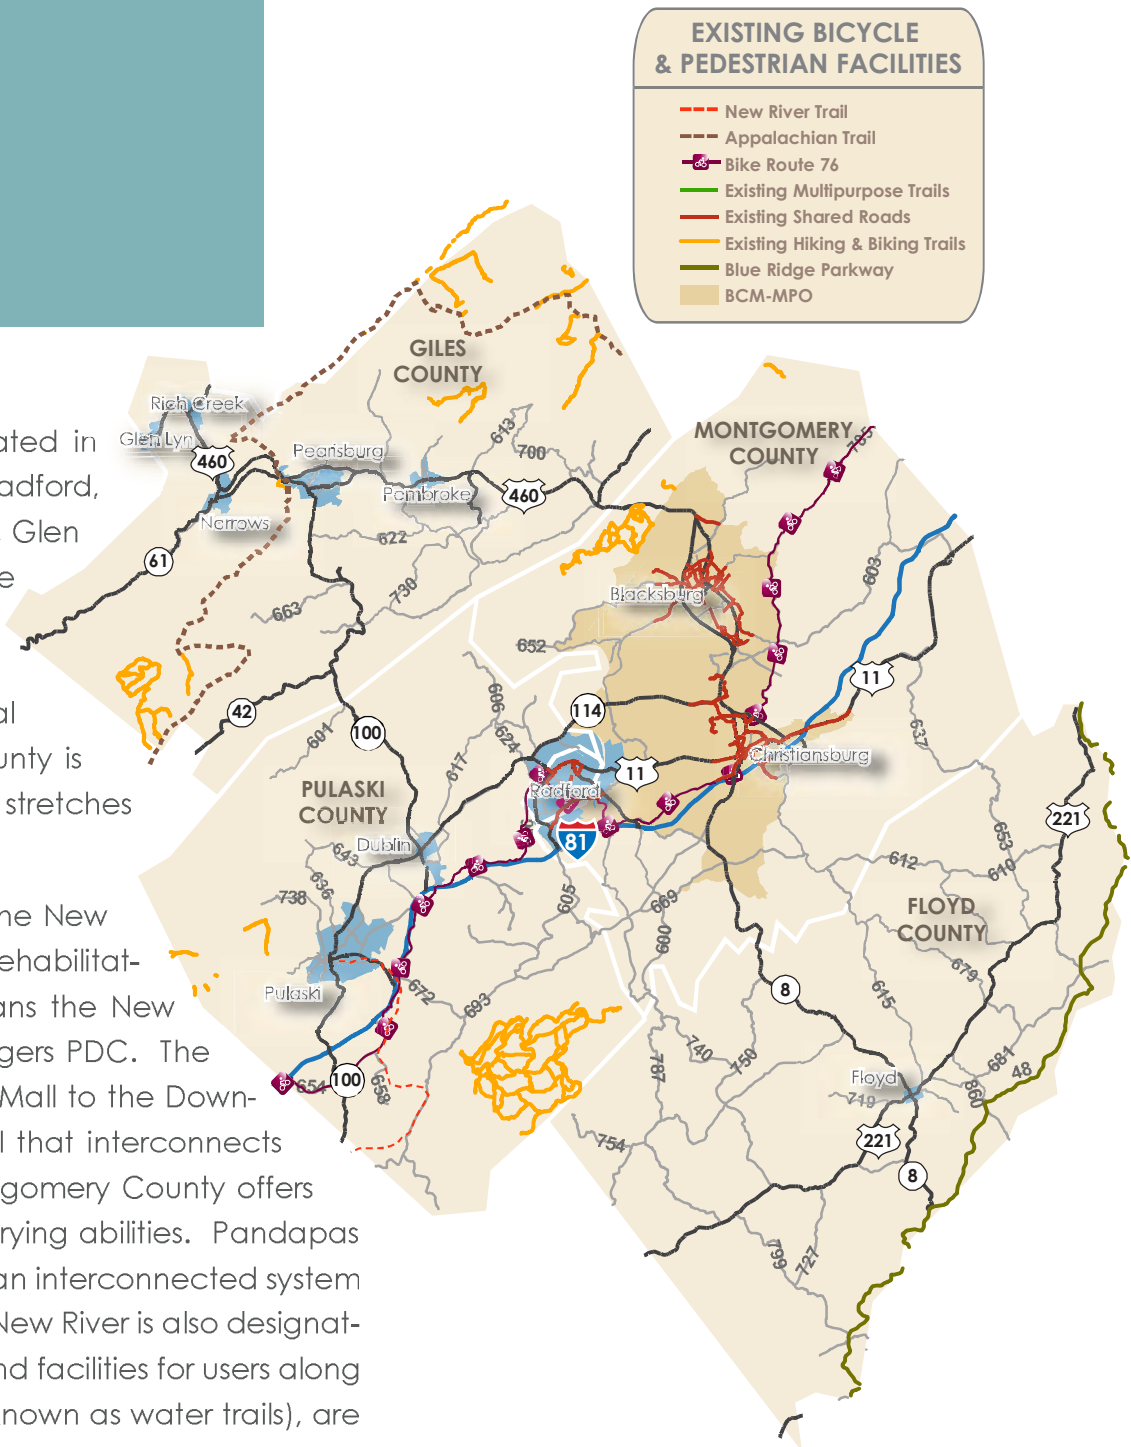 EXISTING BICYCLE
& PEDESTRIAN FACILITIES
New River Trail
Appalachian Trail
Bike Route 76
Existing Multipurpose Trails
Existing Shared Roads
Existing Hiking & Biking Trails
Blue Ridge Parkway
BCM-MPO
GILES
COUNTY
Rich Creek
Glen Lyn
460
Pearisburg
Pembroke
460
Narrows
613
700
622
61
730
663
MONTGOMERY
COUNTY
785
603
Blacksburg
652
11
42
100
601
606
624
617
114
11
637
Christiansburg
Radford
81
PULASKI
COUNTY
Dublin
643
636
738
Pulaski
605
669
600
672
693
654
100
658
221
653
612
610
FLOYD
COUNTY
679
615
8
740
750
787
681
48
860
Floyd
719
221
8
754
799
727
ated in
adford,
Glen
e
al
unty is
stretches
he New
ehabilitat-
ans the New
gers PDC. The
Mall to the Down-
l that interconnects
tgomery County offers
rying abilities. Pandapas
an interconnected system
New River is also designat-
nd facilities for users along
known as water trails), are